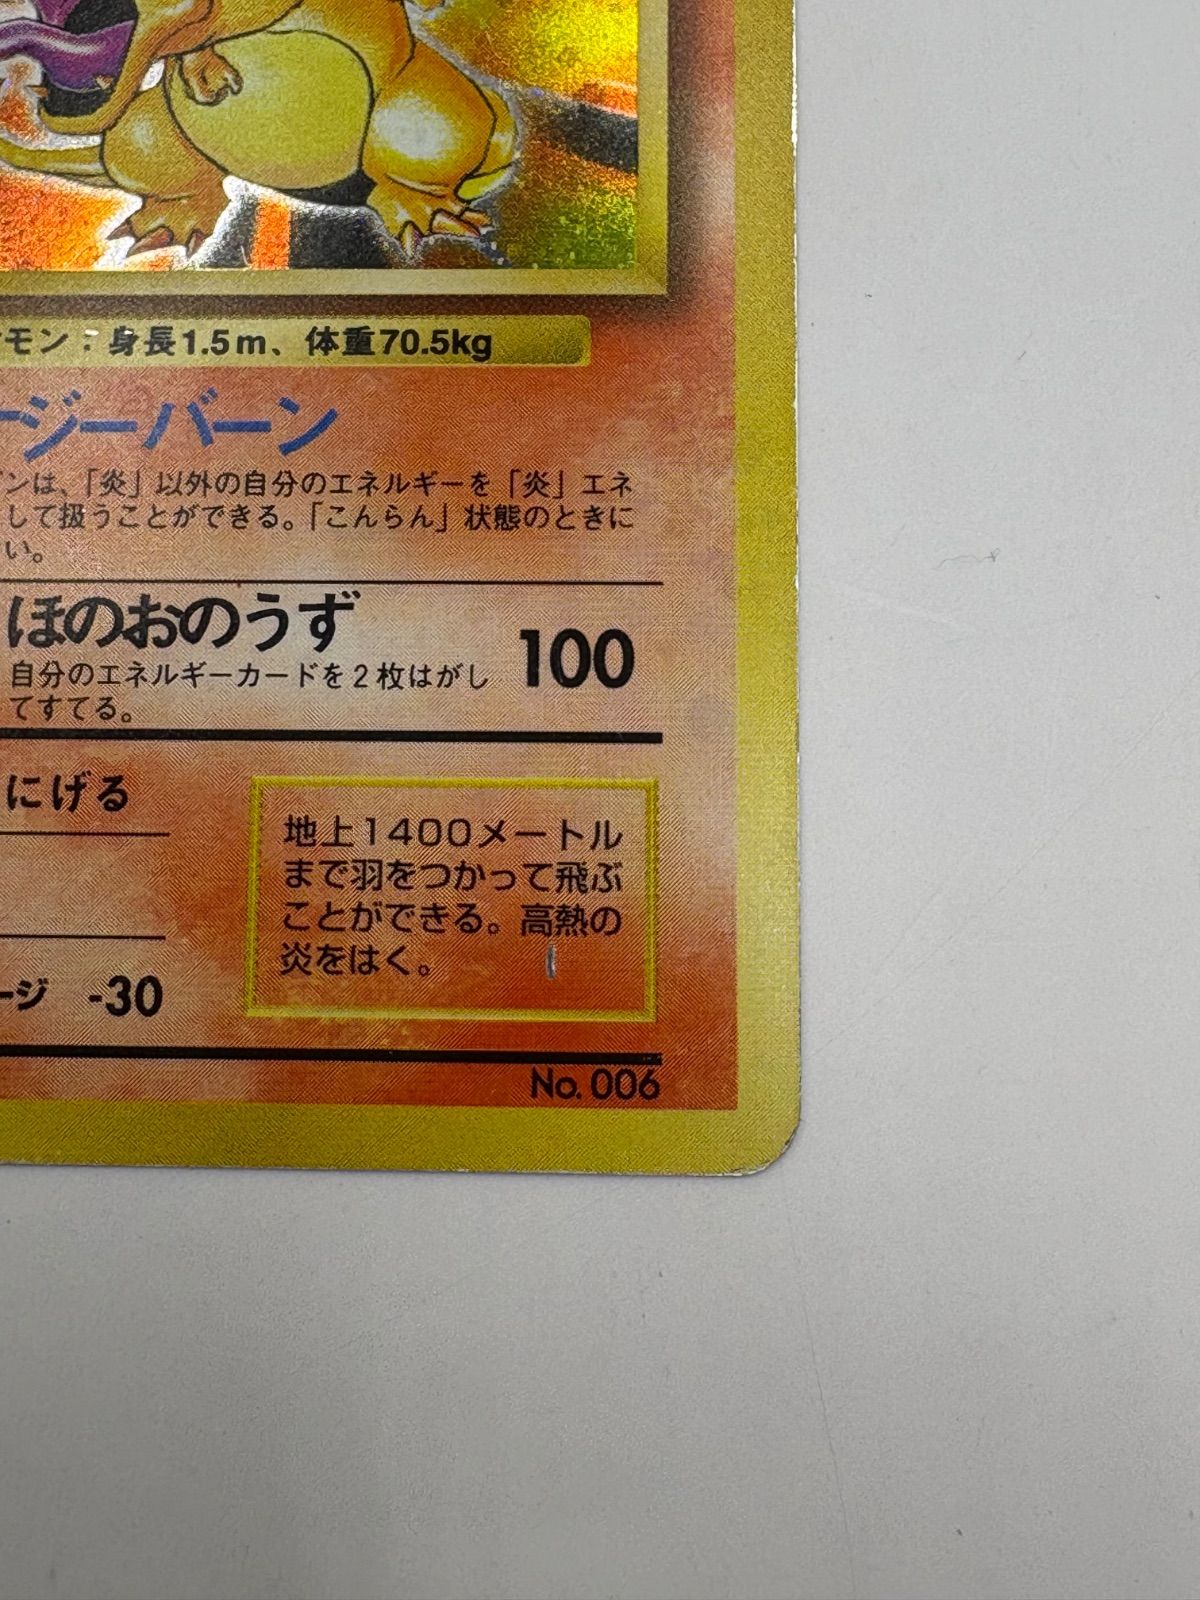 モン：身長1.5m、体重70.5kg
ジーバーン
ンは、「炎」以外の自分のエネルギーを「炎」エネ
して扱うことができる。「こんらん」状態のときに
い。
ほのおのうず
100
自分のエネルギーカードを2枚はがし
てすてる。
にげる
地上1400メートル
まで羽をつかって飛ぶ
ことができる。高熱の
炎をはく。
ージ -30
No. 006